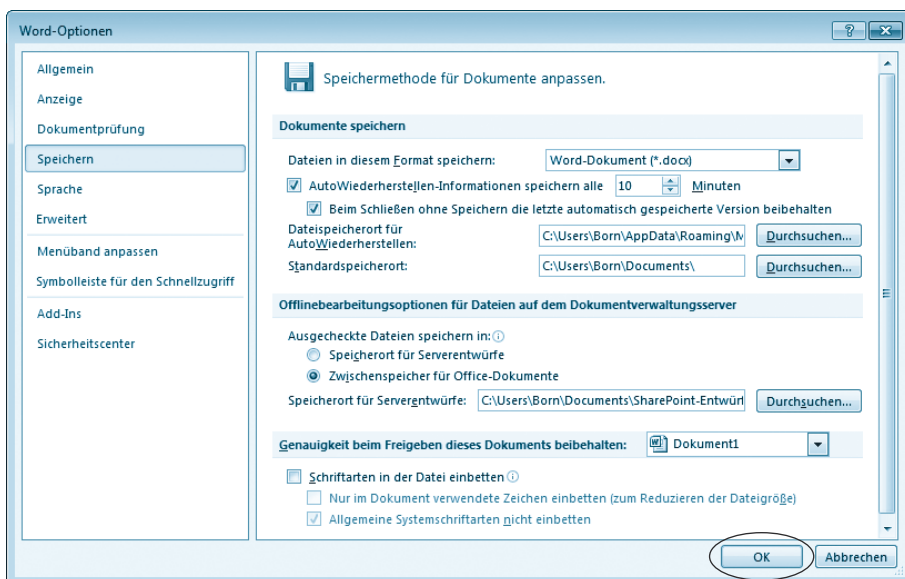 Word-Optionen
Allgemein
Anzeige
Dokumentprüfung
Speichern
Sprache
Erweitert
Menüband anpassen
Symbolleiste für den Schnellzugriff
Add-Ins
Sicherheitscenter
Speichermethode für Dokumente anpassen.
Dokumente speichern
Dateien in diesem Format speichern: Word-Dokument (*.docx)
AutoWiederherstellen-Informationen speichern alle 10 Minuten
Beim Schließen ohne Speichern die letzte automatisch gespeicherte Version beibehalten
Dateispeicherort für
AutoWiederherstellen: C:\Users\Born\AppData\Roaming\M Durchsuchen...
Standardspeicherort: C:\Users\Born\Documents\ Durchsuchen...
Offlinebearbeitungsoptionen für Dateien auf dem Dokumentverwaltungsserver
Ausgecheckte Dateien speichern in:
Speicherort für Serverentwürfe
Zwischenspeicher für Office-Dokumente
Speicherort für Serverentwürfe: C:\Users\Born\Documents\SharePoint-Entwürf Durchsuchen...
Genauigkeit beim Freigeben dieses Dokuments beibehalten: Dokument1
Schriftarten in der Datei einbetten
Nur im Dokument verwendete Zeichen einbetten (zum Reduzieren der Dateigröße)
Allgemeine Systemschriftarten nicht einbetten
OK Abbrechen